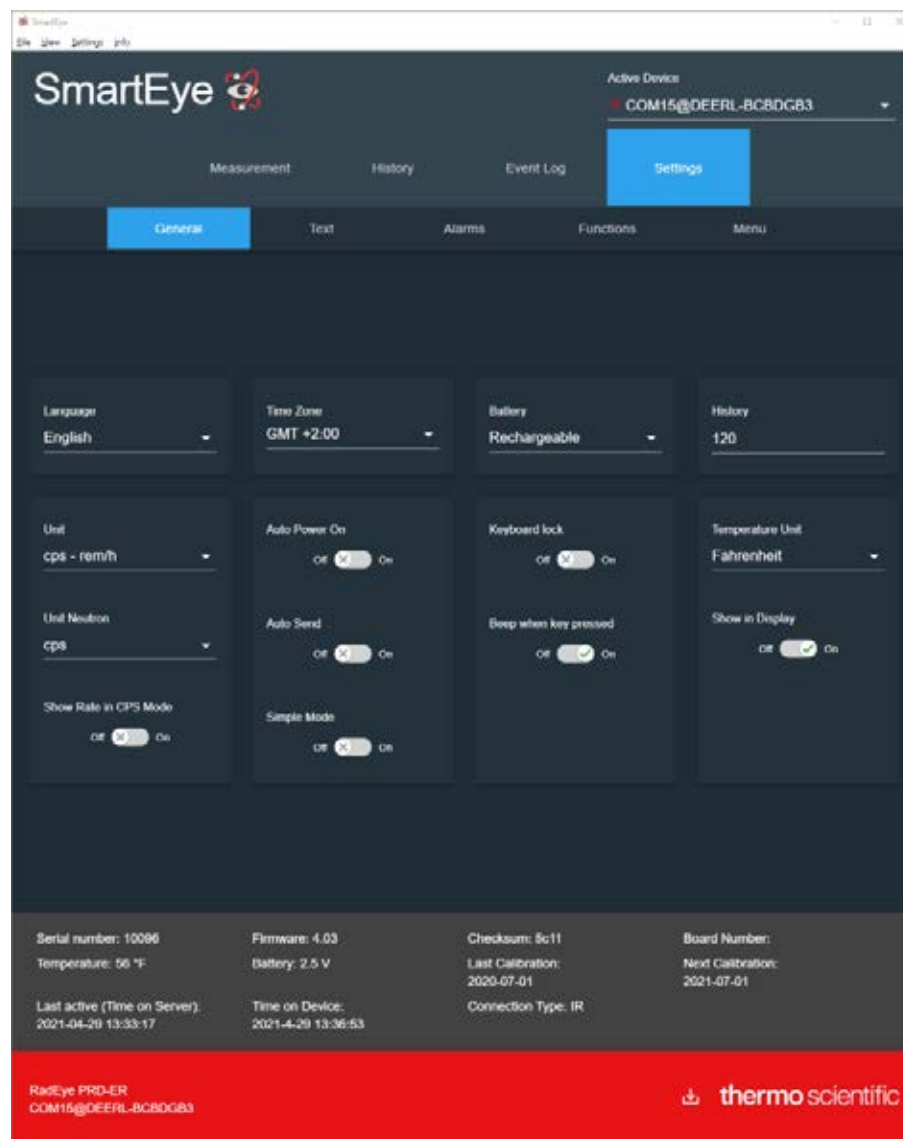 SmartEye
File View Settings Info
SmartEye
Active Device
COM15@DEERL-BCBDGB3
Measurement History Event Log Settings
General Text Alarms Functions Menu
Language Time Zone Battery History
English GMT +2:00 Rechargeable 120
Unit Auto Power On Keyboard lock Temperature Unit
cps - rem/h Off On Off On Fahrenheit
Unit Neutron Auto Send Beep when key pressed Show in Display
cps Off On Off On Off On
Show Rate in CPS Mode Simple Mode
Off On Off On
Serial number: 10096 Firmware: 4.03 Checksum: 5c11 Board Number:
Temperature: 56 °F Battery: 2.5 V Last Calibration: Next Calibration:
2020-07-01 2021-07-01
Last active (Time on Server): Time on Device: Connection Type: IR
2021-04-29 13:33:17 2021-4-29 13:36:53
RadEye PRD-ER
COM15@DEERL-BCBDGB3
thermo scientific